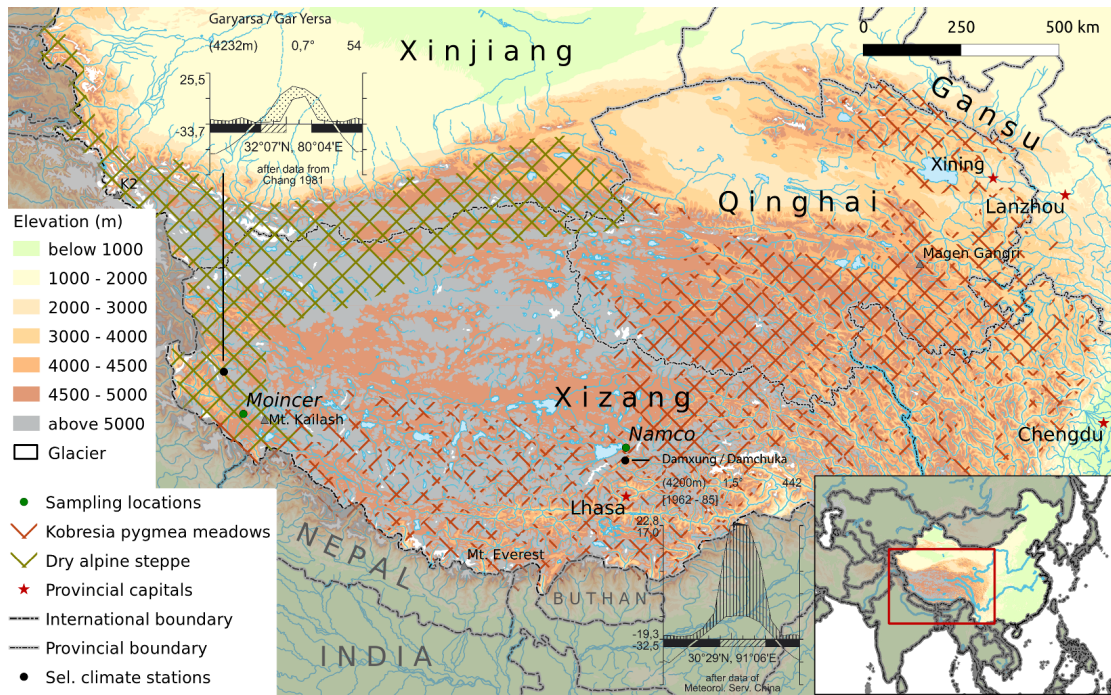 Garyarsa / Gar Yersa
(4232m) 0,7° 54
25,5
-33,7
32°07'N, 80°04'E
after data from
Chang 1981
Xinjiang
0 250 500 km
Gansu
Xining
Lanzhou
Qinghai
Magen Gangri
K2
Elevation (m)
below 1000
1000 - 2000
2000 - 3000
3000 - 4000
4000 - 4500
4500 - 5000
above 5000
Glacier
Sampling locations
Kobresia pygmea meadows
Dry alpine steppe
Provincial capitals
International boundary
Provincial boundary
Sel. climate stations
Moincer
Mt. Kailash
Xizang
Namco
Damxung / Damchuka
(4200m) 1,5° 442
[1962 - 85]
22,8
17,0
-19,3
-32,5
30°29'N, 91°06'E
after data of
Meteorol. Serv. China
Lhasa
Chengdu
Mt. Everest
NEPAL
BUTHAN
INDIA